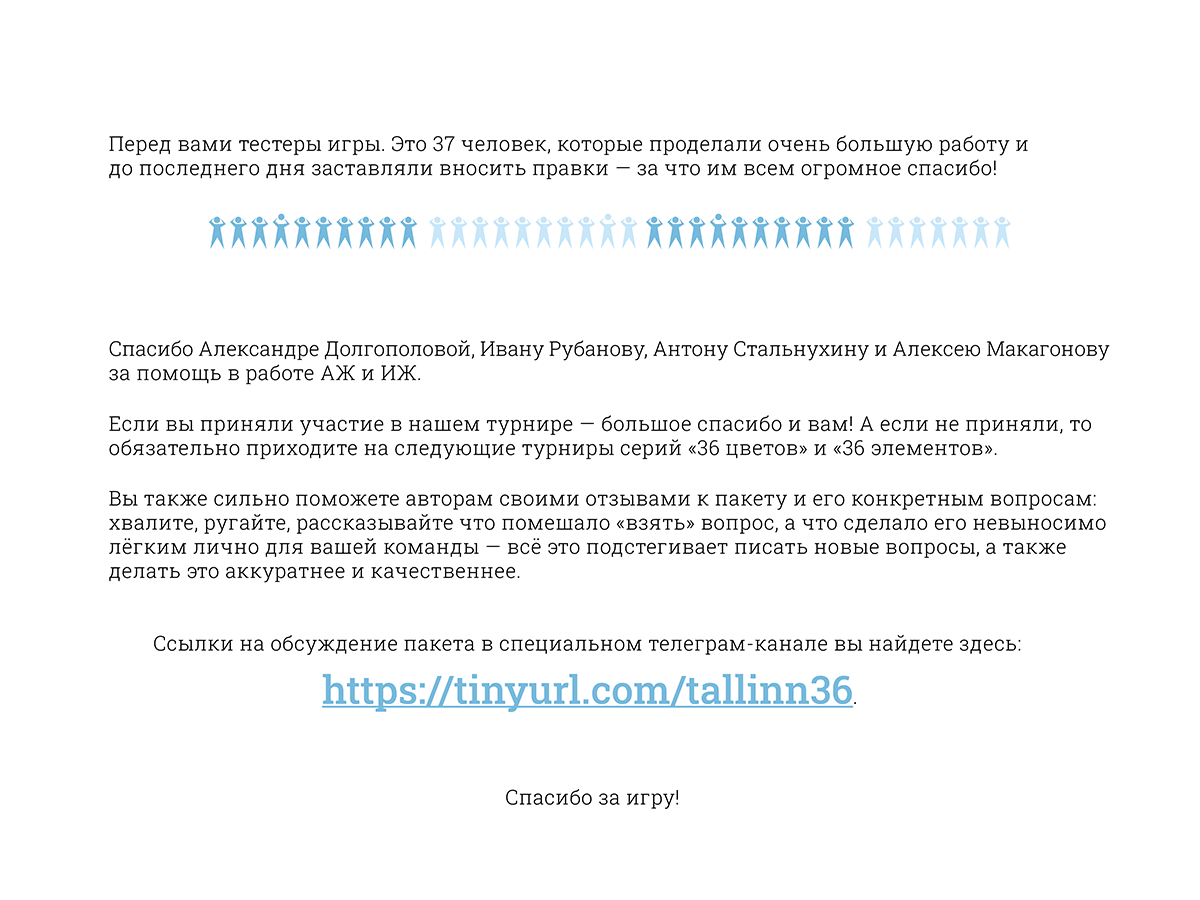 Перед вами тестеры игры. Это 37 человек, которые проделали очень большую работу и
до последнего дня заставляли вносить правки — за что им всем огромное спасибо!
Спасибо Александре Долгополовой, Ивану Рубанову, Антону Стальнухину и Алексею Макагонову
за помощь в работе АЖ и ИЖ.
Если вы приняли участие в нашем турнире — большое спасибо и вам! А если не приняли, то
обязательно приходите на следующие турниры серий «36 цветов» и «36 элементов».
Вы также сильно поможете авторам своими отзывами к пакету и его конкретным вопросам:
хвалите, ругайте, рассказывайте что помешало «взять» вопрос, а что сделало его невыносимо
лёгким лично для вашей команды — всё это подстегивает писать новые вопросы, а также
делать это аккуратнее и качественнее.
Ссылки на обсуждение пакета в специальном телеграм-канале вы найдете здесь:
https://tinyurl.com/tallinn36.
Спасибо за игру!